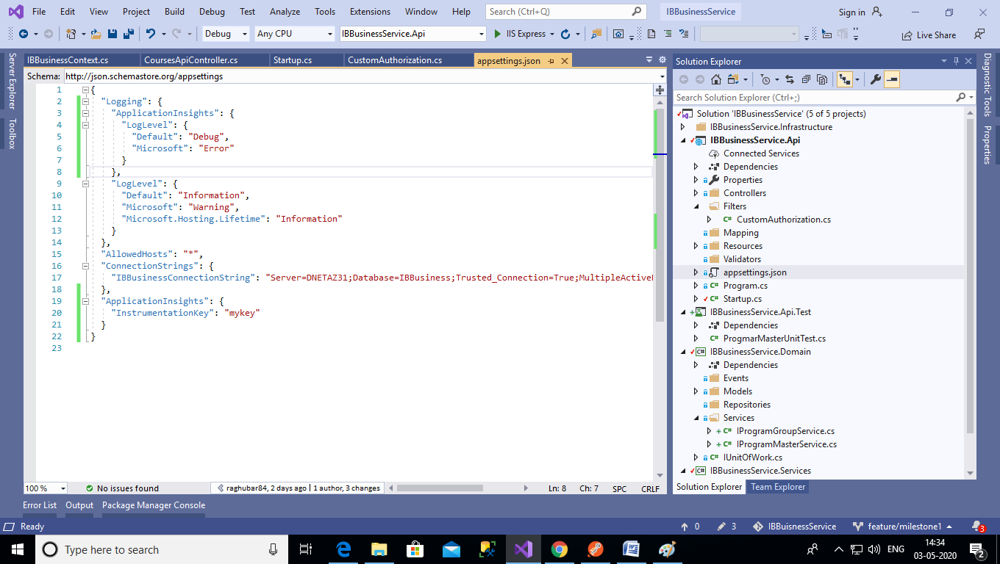 File Edit View Project Build Debug Test Analyze Tools Extensions Window Help Search (Ctrl+Q) IBBusinessService Sign in
Debug Any CPU IBBusinessService.Api IIS Express Live Share
Server Explorer
Toolbox
IBBusinessContext.cs CoursesApiController.cs Startup.cs CustomAuthorization.cs appsettings.json
Schema: http://json.schemastore.org/appsettings
1 {
2 "Logging": {
3 "ApplicationInsights": {
4 "LogLevel": {
5 "Default": "Debug",
6 "Microsoft": "Error"
7 }
8 },
9 "LogLevel": {
10 "Default": "Information",
11 "Microsoft": "Warning",
12 "Microsoft.Hosting.Lifetime": "Information"
13 }
14 },
15 "AllowedHosts": "*",
16 "ConnectionStrings": {
17 "IBBusinessConnectionString": "Server=DNETAZ31;Database=IBBusiness;Trusted_Connection=True;MultipleActive
18 },
19 "ApplicationInsights": {
20 "InstrumentationKey": "mykey"
21 }
22 }
23
100 % No issues found raghubar84, 2 days ago | 1 author, 3 changes Ln: 8 Ch: 7 SPC CRLF
Solution Explorer
Search Solution Explorer (Ctrl+;)
Solution 'IBBusinessService' (5 of 5 projects)
IBBusinessService.Infrastructure
IBBusinessService.Api
Connected Services
Dependencies
Properties
Controllers
Filters
C# CustomAuthorization.cs
Mapping
Resources
Validators
appsettings.json
C# Program.cs
C# Startup.cs
IBBusinessService.Api.Test
Dependencies
C# ProgmarMasterUnitTest.cs
C# IBBusinessService.Domain
Dependencies
Events
Models
Repositories
Services
C# IProgramGroupService.cs
C# IProgramMasterService.cs
C# IUnitOfWork.cs
C# IBBusinessService.Services
Solution Explorer Team Explorer
Diagnostic Tools
Properties
Error List Output Package Manager Console
Ready 0 3 IBBuisnessService feature/milestone1 3
Type here to search ENG 14:34
03-05-2020 2